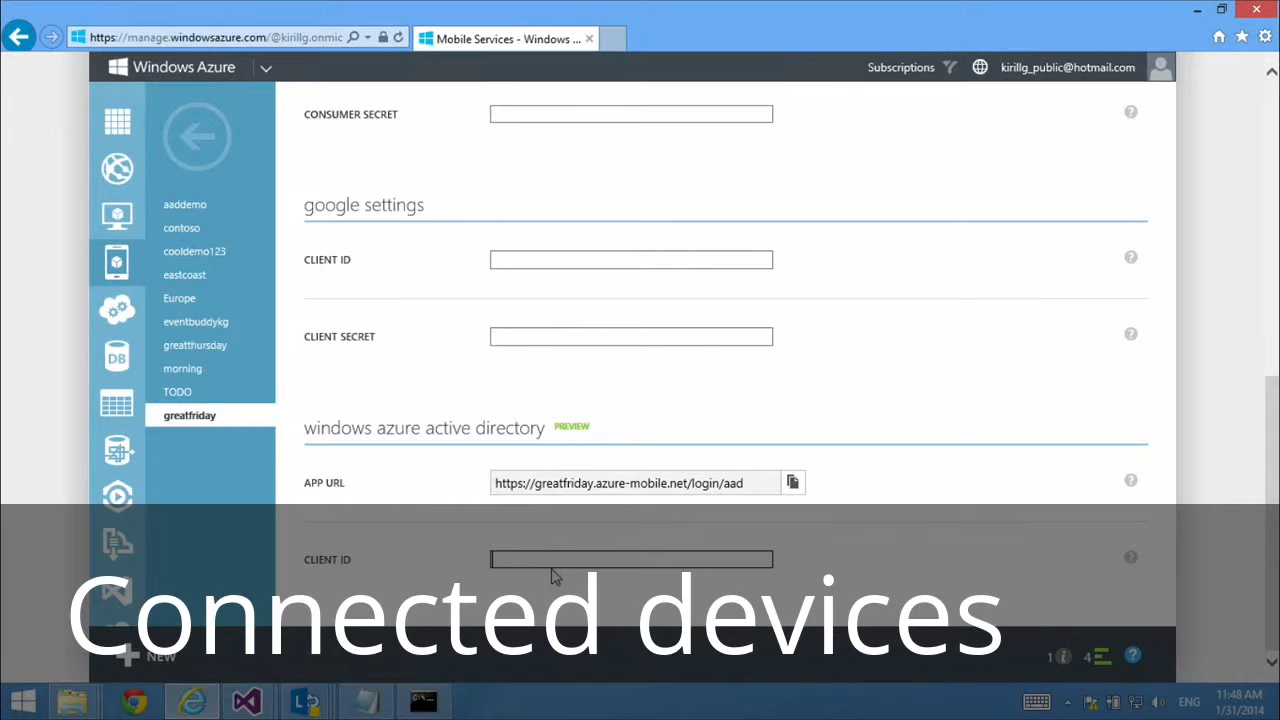 https://manage.windowsazure.com/@kirillg.onmic
Mobile Services - Windows ...
Windows Azure
Subscriptions
kirillg_public@hotmail.com
CONSUMER SECRET
google settings
CLIENT ID
CLIENT SECRET
aaddemo
contoso
cooldemo123
eastcoast
Europe
eventbuddykg
greatthursday
morning
TODO
greatfriday
DB
windows azure active directory PREVIEW
APP URL
https://greatfriday.azure-mobile.net/login/aad
CLIENT ID
Connected devices
NEW
1
4
ENG
11:48 AM
1/31/2014